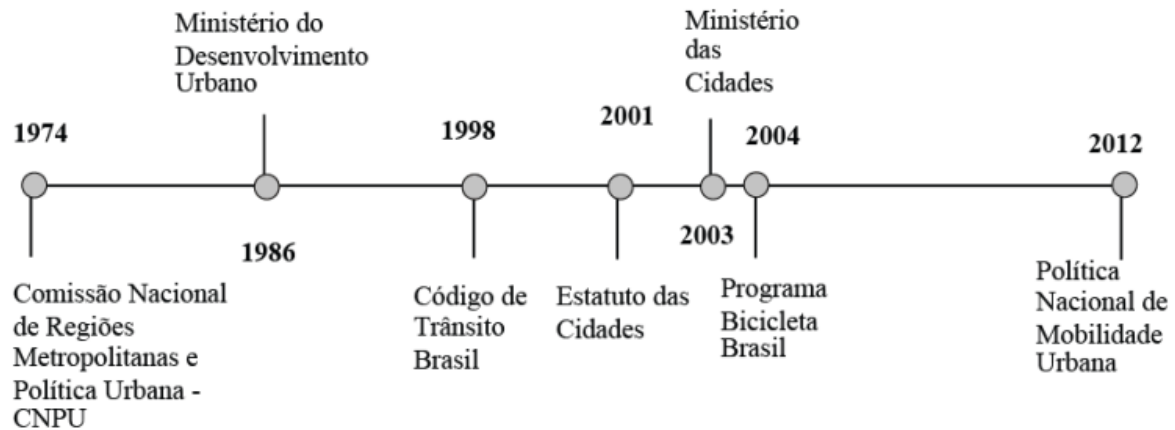 1974
Comissão Nacional
de Regiões
Metropolitanas e
Política Urbana -
CNPU
Ministério do
Desenvolvimento
Urbano
1986
1998
Código de
Trânsito
Brasil
2001
Estatuto das
Cidades
Ministério
das
Cidades
2003
2004
Programa
Bicicleta
Brasil
2012
Política
Nacional de
Mobilidade
Urbana